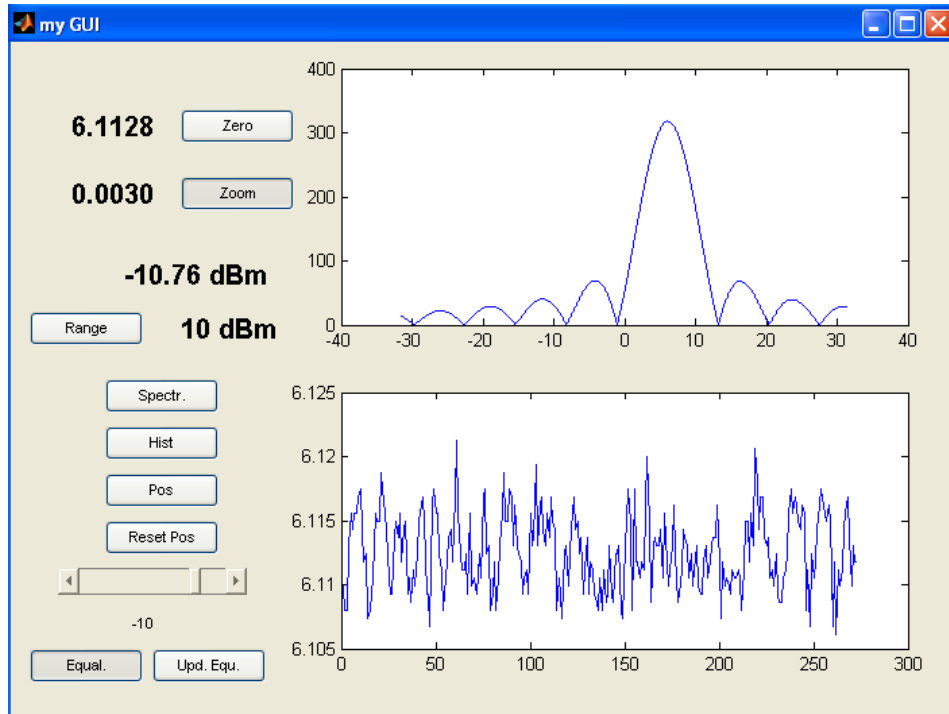 my GUI
6.1128 Zero
0.0030 Zoom
-10.76 dBm
Range 10 dBm
Spectr.
Hist
Pos
Reset Pos
-10
Equal. Upd. Equ.
400
300
200
100
0
-40 -30 -20 -10 0 10 20 30 40
6.125
6.12
6.115
6.11
6.105
0 50 100 150 200 250 300